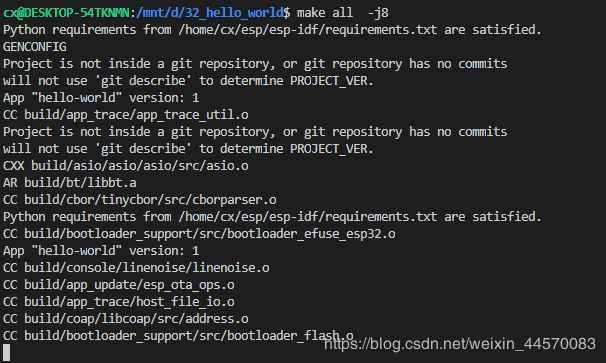 cx@DESKTOP-54TKNMN:/mnt/d/32_hello_world$ make all  -j8
Python requirements from /home/cx/esp/esp-idf/requirements.txt are satisfied.
GENCONFIG
Project is not inside a git repository, or git repository has no commits
will not use 'git describe' to determine PROJECT_VER.
App "hello-world" version: 1
CC build/app_trace/app_trace_util.o
Project is not inside a git repository, or git repository has no commits
will not use 'git describe' to determine PROJECT_VER.
CXX build/asio/asio/asio/src/asio.o
AR build/bt/libbt.a
CC build/cbor/tinycbor/src/cborparser.o
Python requirements from /home/cx/esp/esp-idf/requirements.txt are satisfied.
CC build/bootloader_support/src/bootloader_efuse_esp32.o
App "hello-world" version: 1
CC build/console/linenoise/linenoise.o
CC build/app_update/esp_ota_ops.o
CC build/app_trace/host_file_io.o
CC build/coap/libcoap/src/address.o
CC build/bootloader_support/src/bootloader_flash.o
https://blog.csdn.net/weixin_44570083